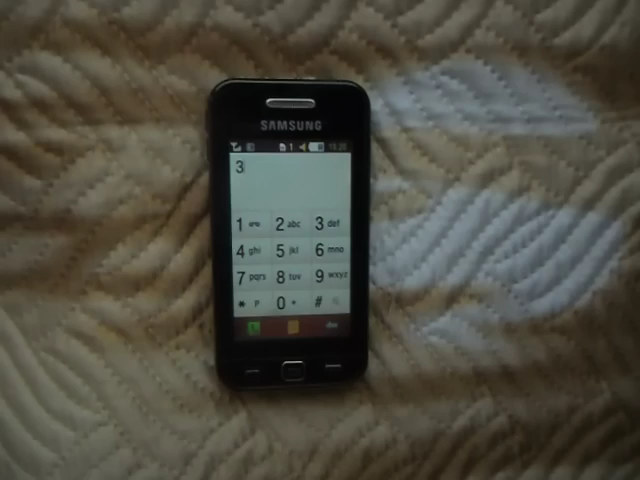 SAMSUNG
3
1 2 abc 3 def
4 ghi 5 jkl 6 mno
7 pqrs 8 tuv 9 wxyz
* P 0 + #